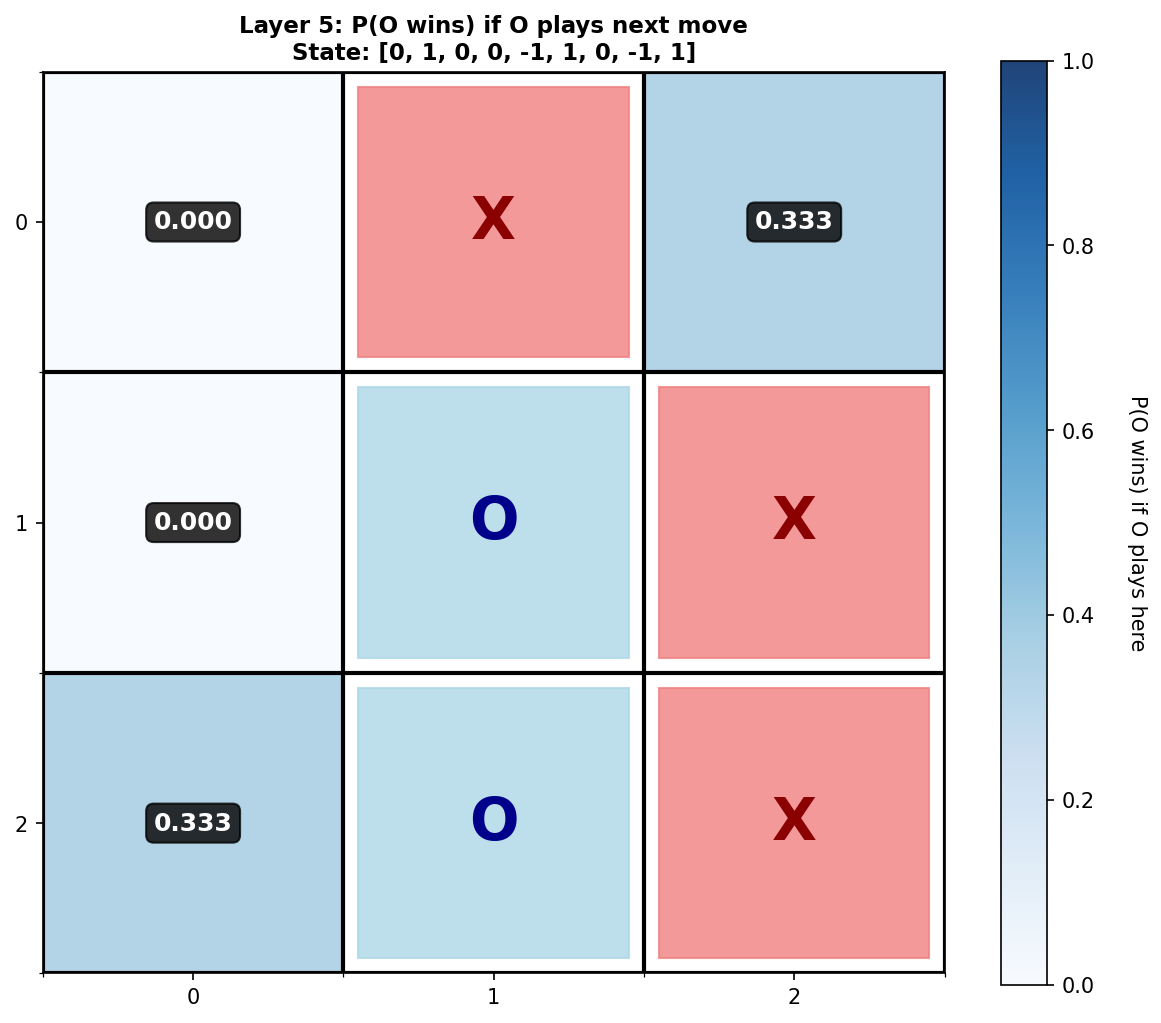 Layer 5: P(O wins) if O plays next move
State: [0, 1, 0, 0, -1, 1, 0, -1, 1]
0.000
X
0.333
0.000
O
X
0.333
O
X
0
1
2
0
1
2
1.0
0.8
0.6
0.4
0.2
0.0
P(O wins) if O plays here